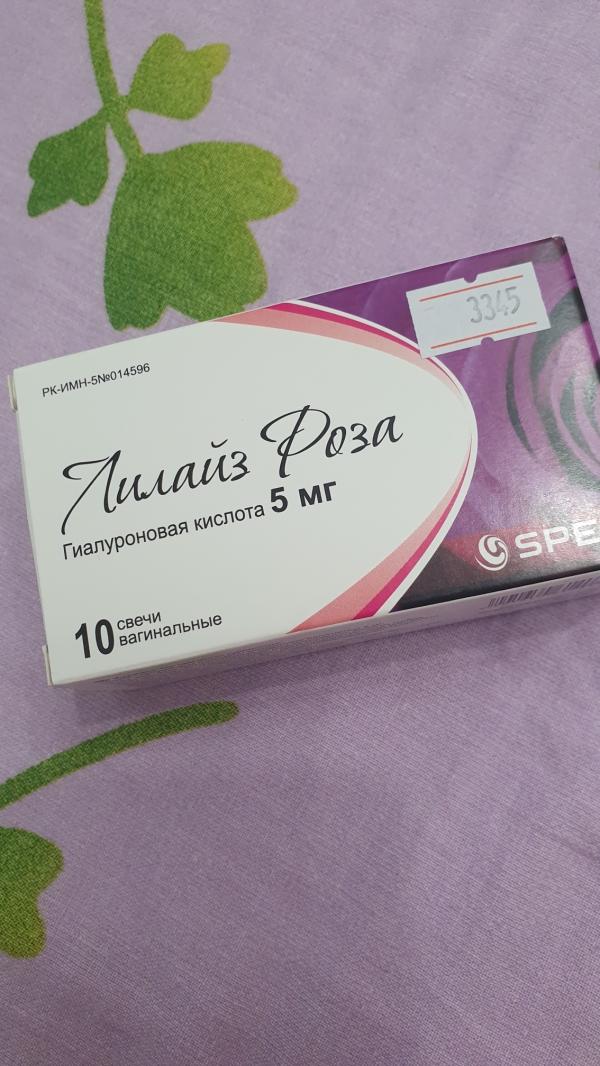 3345
РК-ИМН-5№014596
Лилайз Роза
Гиалуроновая кислота 5 мг
SPE
10 свечи
вагинальные